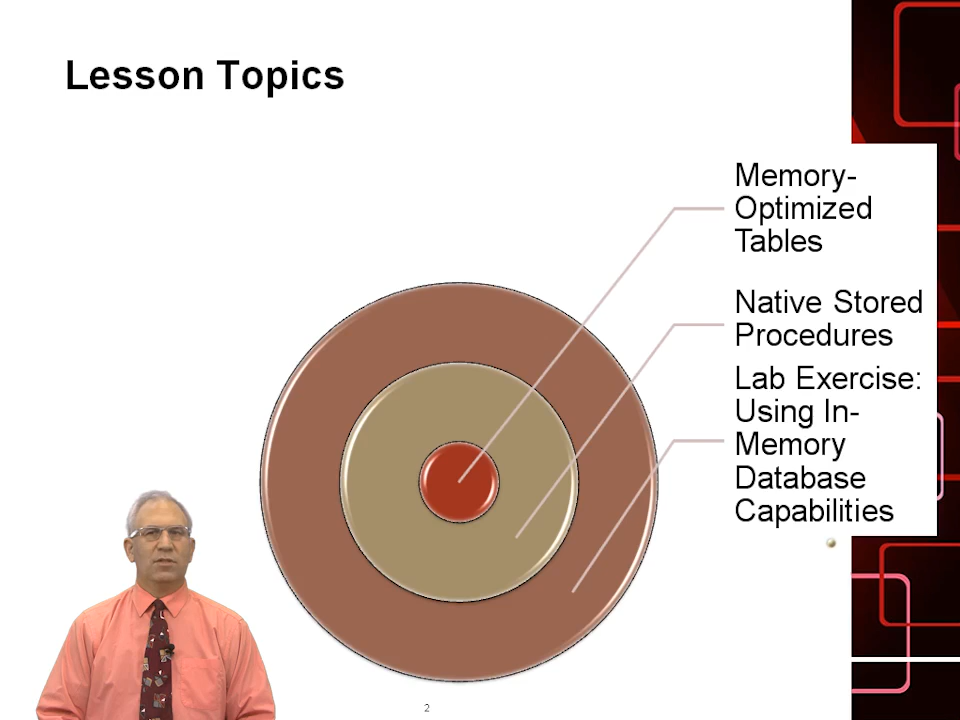 Lesson Topics
Memory-
Optimized
Tables
Native Stored
Procedures
Lab Exercise:
Using In-
Memory
Database
Capabilities
2